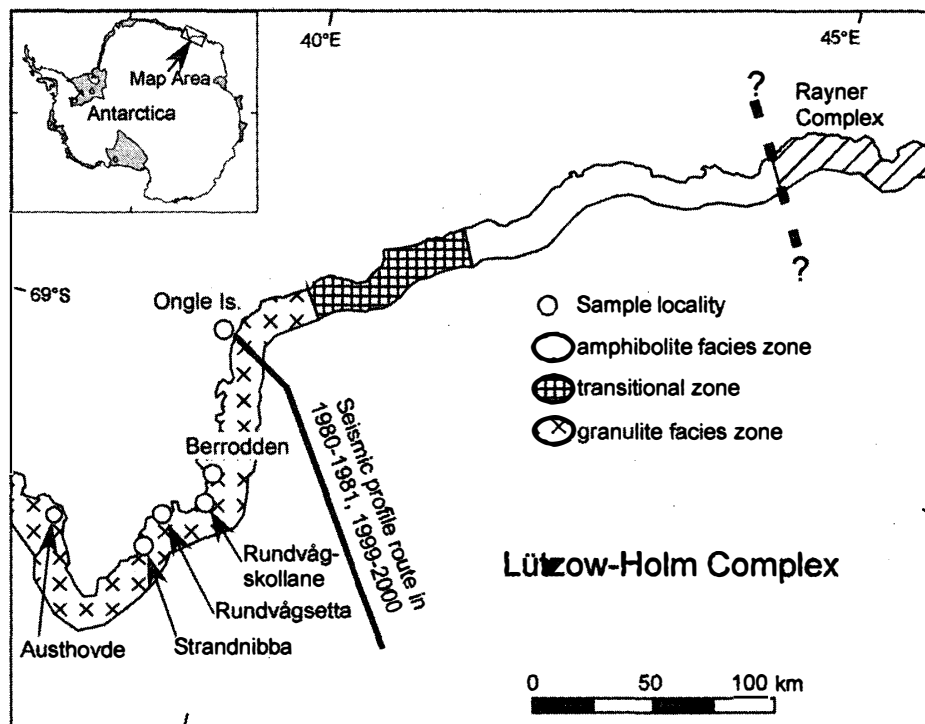 40°E
45°E
Map Area
Antarctica
?
Rayner
Complex
?
69°S
Ongle Is.
Sample locality
amphibolite facies zone
transitional zone
granulite facies zone
Berrodden
Seismic profile route in
1980-1981, 1999-2000
Rundvåg-
skollane
Lützow-Holm Complex
Rundvågsetta
Austhovde
Strandnibba
0 50 100 km